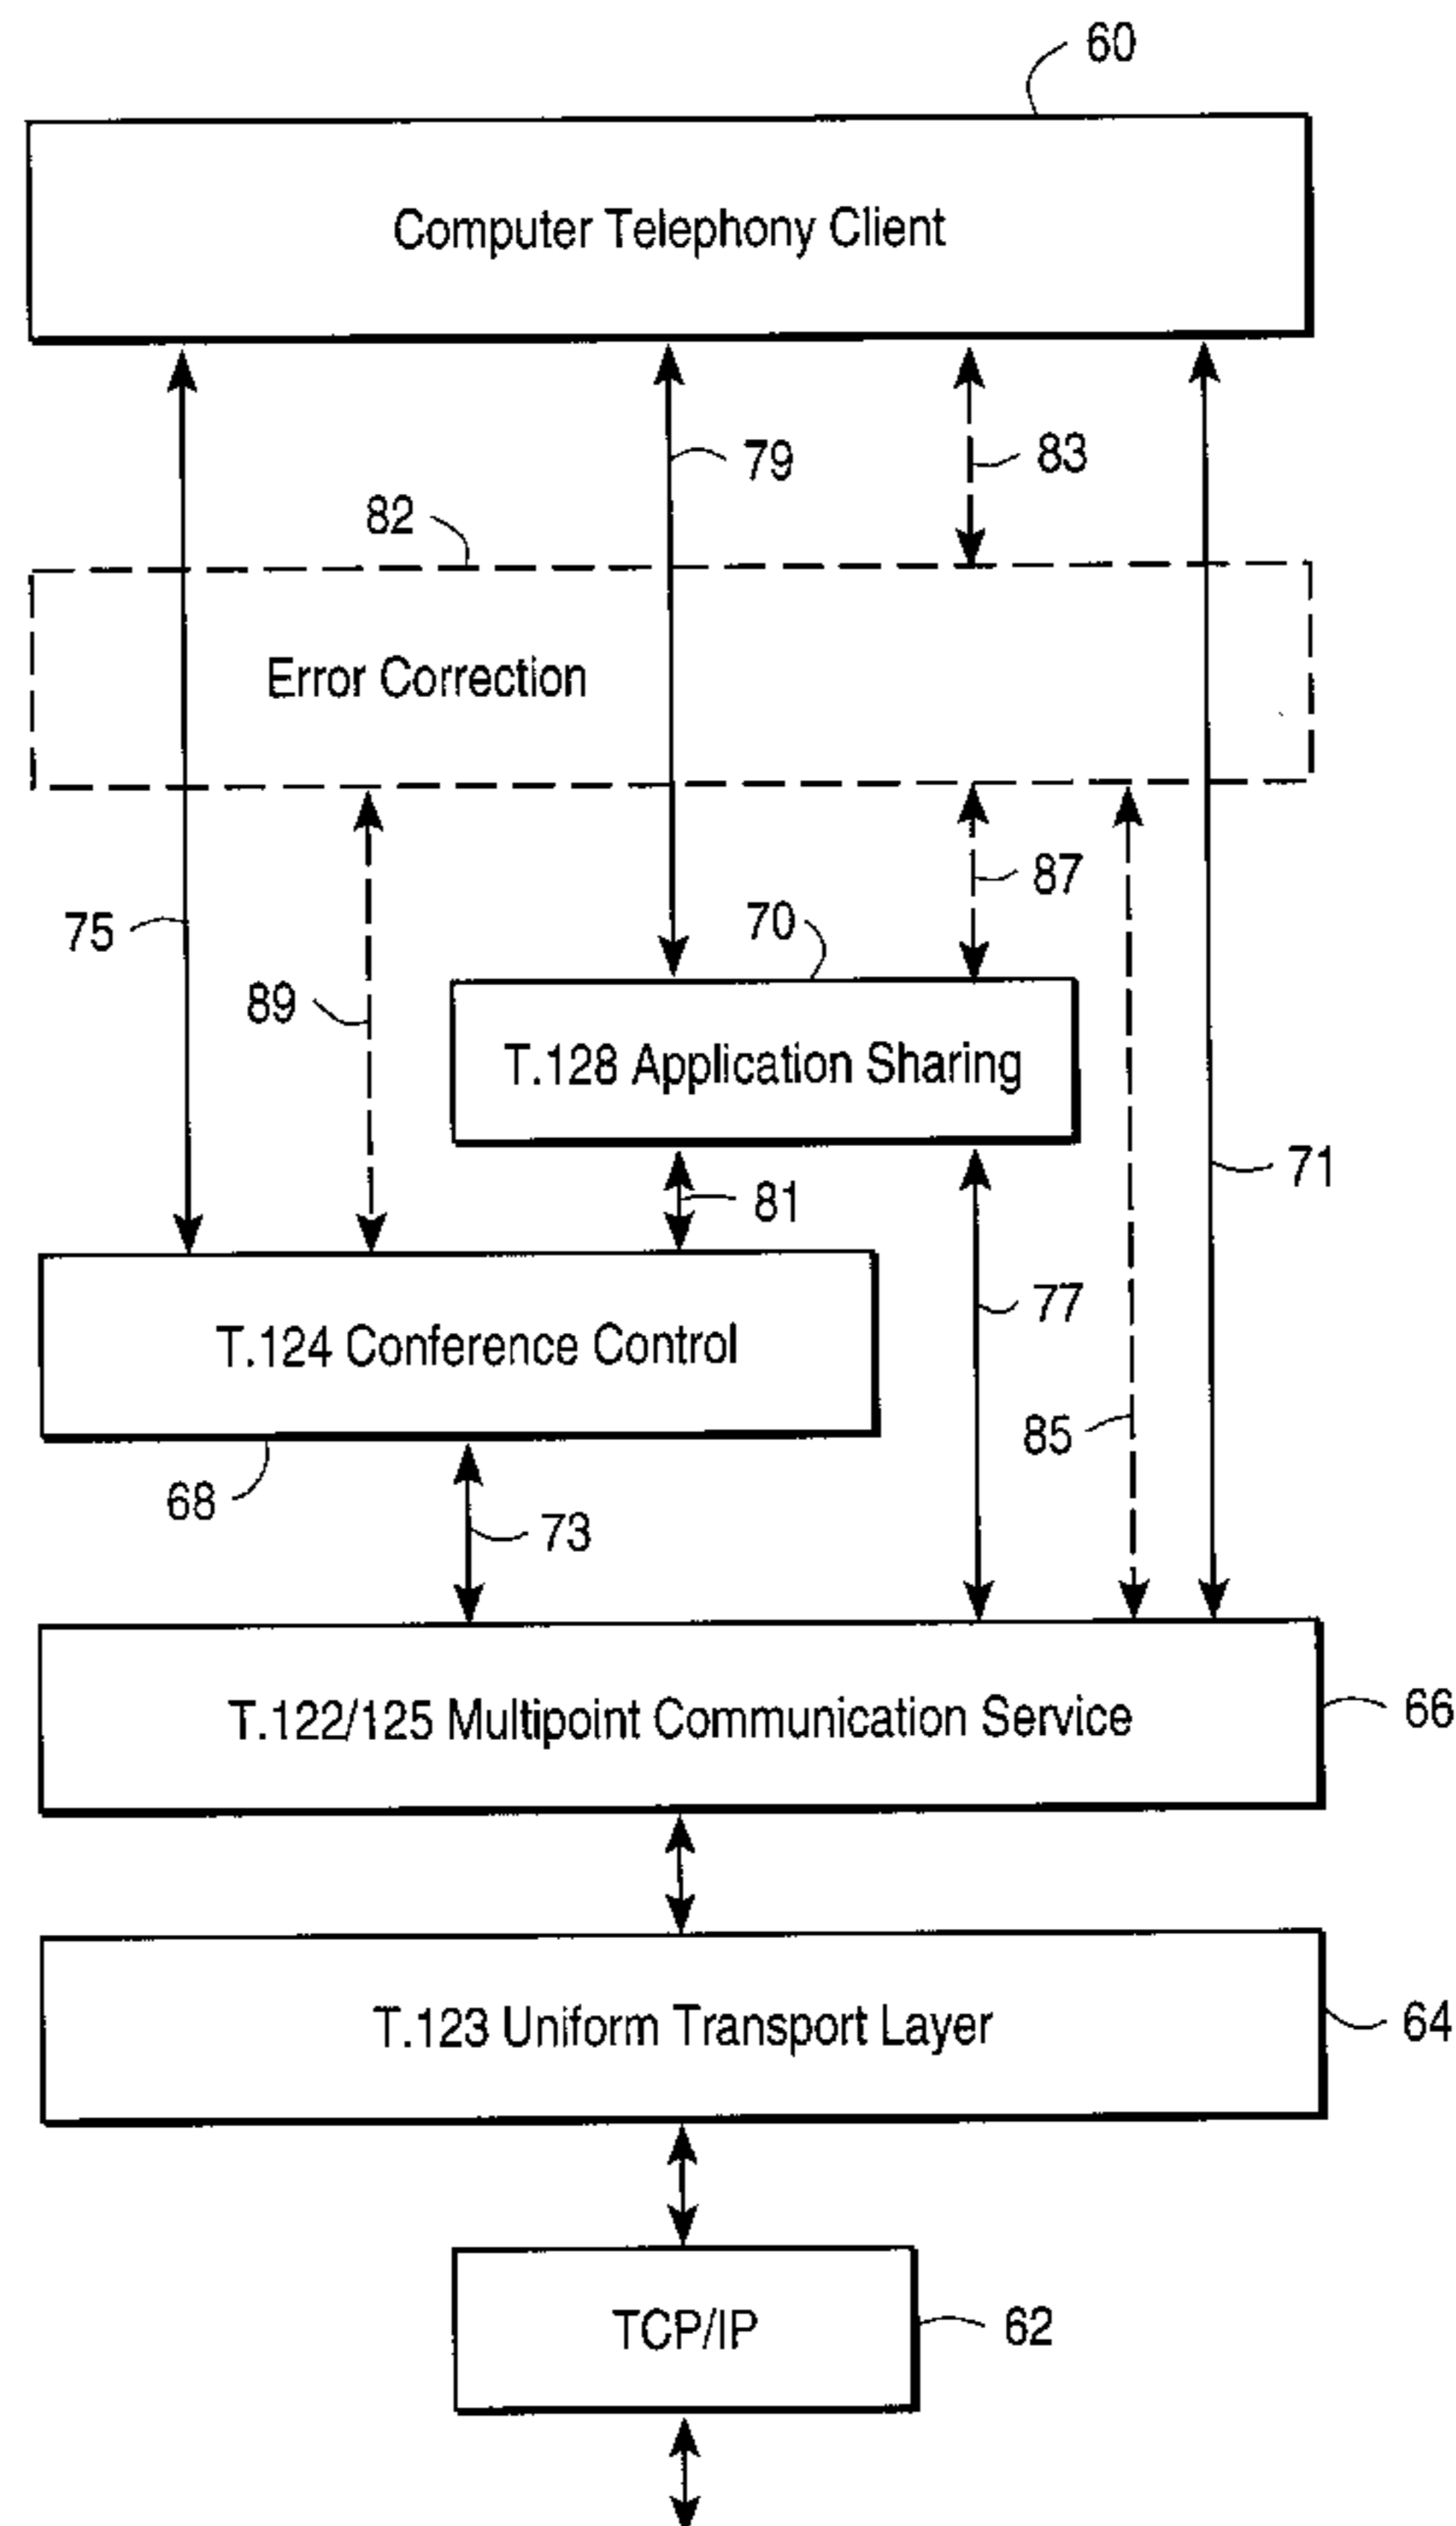 60
Computer Telephony Client
79
83
82
Error Correction
87
70
75
89
T.128 Application Sharing
71
81
77
T.124 Conference Control
85
68
73
T.122/125 Multipoint Communication Service
66
T.123 Uniform Transport Layer
64
TCP/IP
62